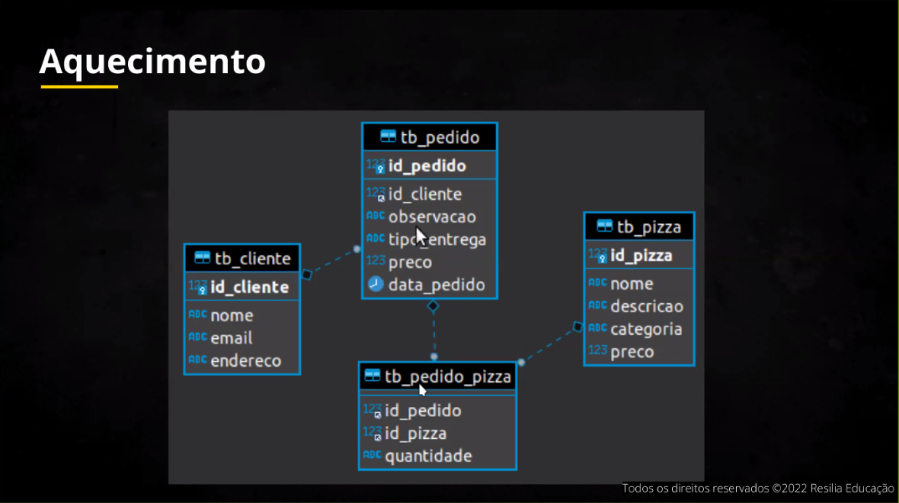 Aquecimento
tb_pedido
123 id_pedido
123 id_cliente
ABC observacao
ABC tipo_entrega
123 preco
data_pedido
tb_cliente
123 id_cliente
ABC nome
ABC email
ABC endereco
tb_pizza
123 id_pizza
ABC nome
ABC descricao
ABC categoria
123 preco
tb_pedido_pizza
123 id_pedido
123 id_pizza
ABC quantidade
Todos os direitos reservados ©2022 Resilia Educação